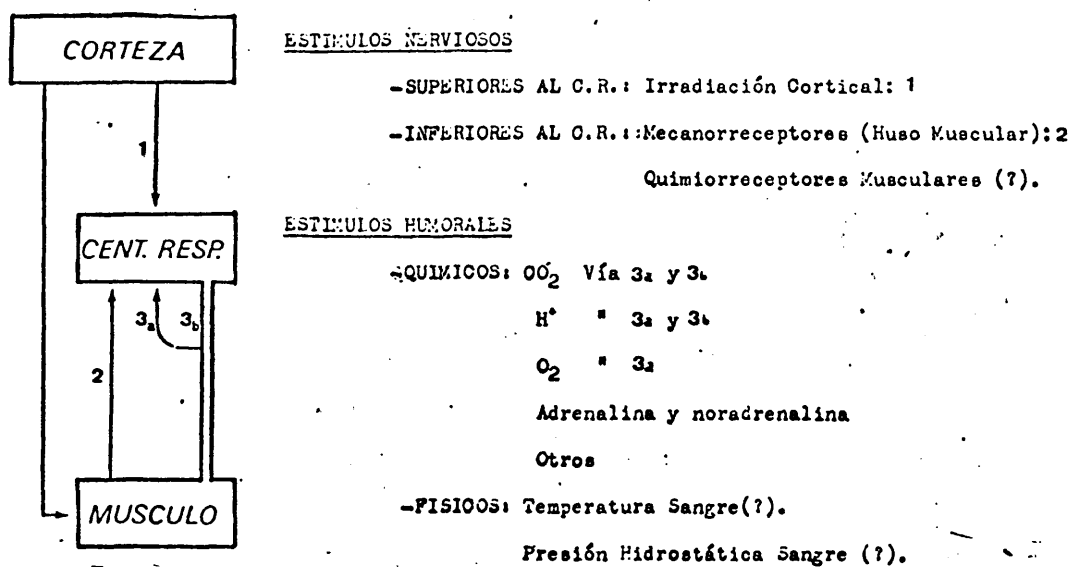 CORTEZA
1
CENT. RESP.
3a 3b
2
MUSCULO
ESTIMULOS NERVIOSOS
-SUPERIORES AL C.R.: Irradiación Cortical: 1
-INFERIORES AL C.R.::Mecanorreceptores (Huso Muscular):2
Quimiorreceptores Musculares (?).
ESTIMULOS HUMORALES
-QUIMICOS: CO2 Vía 3a y 3b
H+ " 3a y 3b
O2 " 3a
Adrenalina y noradrenalina
Otros
-FISICOS: Temperatura Sangre(?).
Presión Hidrostática Sangre (?).